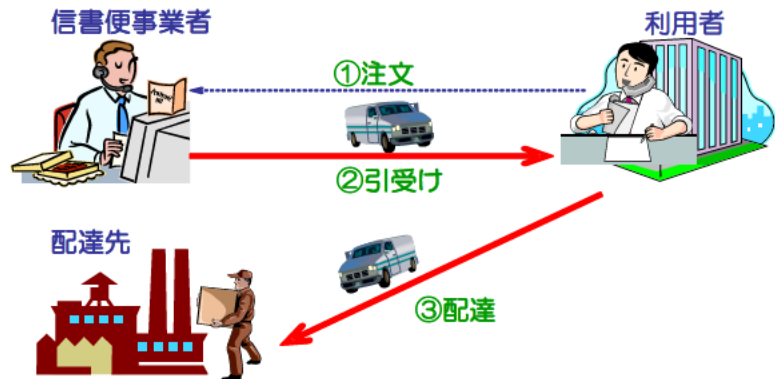 信書便事業者
利用者
①注文
②引受け
配達先
③配達